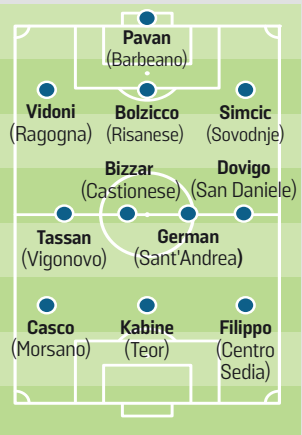 Pavan
(Barbeano)
Vidoni
(Ragogna)
Bolzicco
(Risanese)
Simcic
(Sovodnje)
Bizzar
(Castionese)
Dovigo
(San Daniele)
Tassan
(Vigonovo)
German
(Sant'Andrea)
Casco
(Morsano)
Kabine
(Teor)
Filippo
(Centro
Sedia)